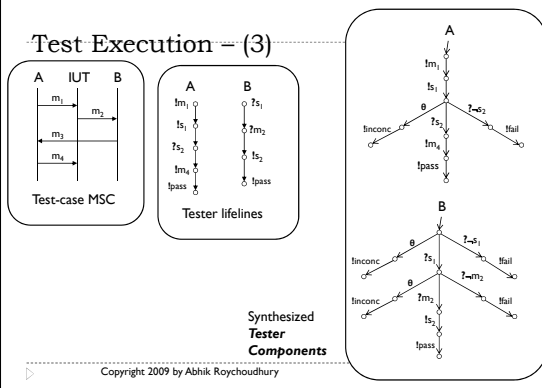 Test Execution – (3)
A IUT B
m1
m2
m3
m4
Test-case MSC
A B
!m1 ?s1
!s1 ?m2
?s2 !s2
!m4
!pass !pass
Tester lifelines
A
!m1
!s1
θ ?s2 ?¬s2
!inconc !m4 !fail
!pass
A
B
θ ?s1 ?¬s1
!inconc !fail
θ ?m2 ?¬m2
!inconc !s2 !fail
!pass
Synthesized
Tester
Components
Copyright 2009 by Abhik Roychoudhury